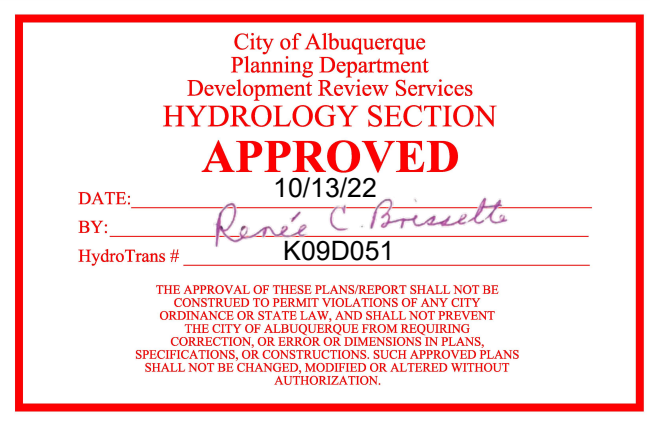 City of Albuquerque
Planning Department
Development Review Services
HYDROLOGY SECTION
APPROVED
DATE: 10/13/22
BY: Renée C. Brissette
HydroTrans # K09D051
THE APPROVAL OF THESE PLANS/REPORT SHALL NOT BE
CONSTRUED TO PERMIT VIOLATIONS OF ANY CITY
ORDINANCE OR STATE LAW, AND SHALL NOT PREVENT
THE CITY OF ALBUQUERQUE FROM REQUIRING
CORRECTION, OR ERROR OR DIMENSIONS IN PLANS,
SPECIFICATIONS, OR CONSTRUCTIONS. SUCH APPROVED PLANS
SHALL NOT BE CHANGED, MODIFIED OR ALTERED WITHOUT
AUTHORIZATION.